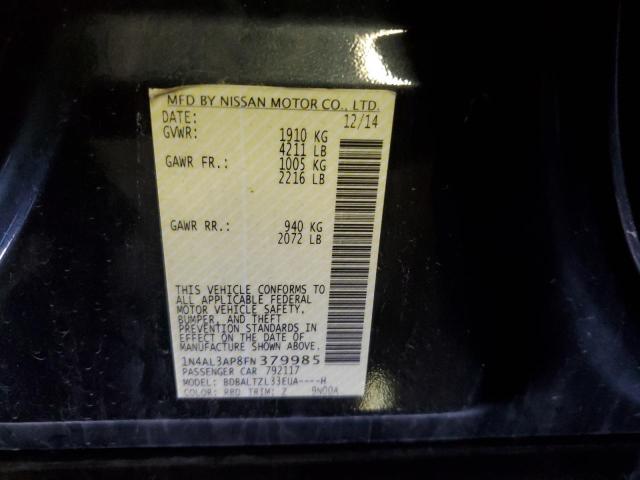 MFD BY NISSAN MOTOR CO., LTD.
DATE: 12/14
GVWR: 1910 KG
4211 LB
GAWR FR.: 1005 KG
2216 LB
GAWR RR.: 940 KG
2072 LB
THIS VEHICLE CONFORMS TO
ALL APPLICABLE FEDERAL
MOTOR VEHICLE SAFETY,
BUMPER, AND THEFT
PREVENTION STANDARDS IN
EFFECT ON THE DATE OF
MANUFACTURE SHOWN ABOVE.
1N4AL3AP8FN379985
PASSENGER CAR 792117
MODEL: BDBALTZL33EUA----H
COLOR: RBD TRIM: Z 9N00A